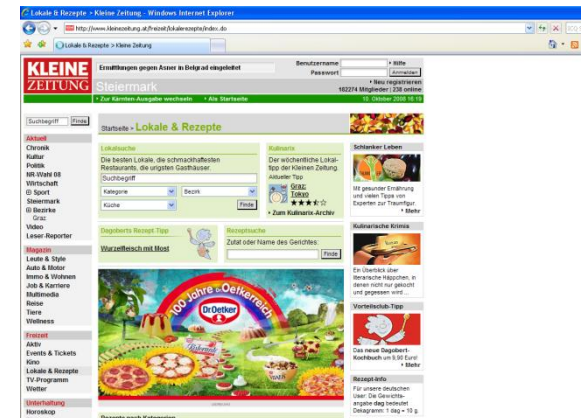 Lokale & Rezepte > Kleine Zeitung - Windows Internet Explorer
http://www.kleinezeitung.at/freizeit/lokalerezepte/index.do
Lokale & Rezepte > Kleine Zeitung
KLEINE
ZEITUNG
Ermittlungen gegen Asner in Belgrad eingeleitet
Benutzername
Hilfe
Passwort
Anmelden
Neu registrieren
Steiermark
162274 Mitglieder | 238 online
Zur Kärnten-Ausgabe wechseln
Als Startseite
10. Oktober 2008 16:19
Suchbegriff
Finde
Startseite > Lokale & Rezepte
Aktuell
Chronik
Kultur
Politik
NR-Wahl 08
Wirtschaft
Sport
Steiermark
Bezirke
Graz
Video
Leser-Reporter
Magazin
Leute & Style
Auto & Motor
Immo & Wohnen
Job & Karriere
Multimedia
Reise
Tiere
Wellness
Freizeit
Aktiv
Events & Tickets
Kino
Lokale & Rezepte
TV-Programm
Wetter
Unterhaltung
Horoskop
Lokalsuche
Die besten Lokale, die schmackhaftesten
Restaurants, die urigsten Gasthäuser.
Suchbegriff
Kategorie
Bezirk
Küche
Finde
Kulinarix
Der wöchentliche Lokal-
tipp der Kleinen Zeitung.
Aktueller Tipp
Graz:
Tokyo
Zum Kulinarix-Archiv
Dagoberts Rezept Tipp
Wurzelfleisch mit Most
Rezeptsuche
Zutat oder Name des Gerichtes:
Finde
100 Jahre Dr.Oetker in Oesterreich
Dr.Oetker
Ristorante
Rezepte nach Kategorien
Schlanker Leben
Mit gesunder Ernährung
und vielen Tipps von
Experten zur Traumfigur.
Mehr
Kulinarische Krimis
Ein Überblick über
literarische Häppchen, in
denen nicht nur gekocht
und gegessen wird ...
Vorteilsclub-Tipp
Das neue Dagobert-
Kochbuch um 9,90 Euro!
Mehr
Rezept-Info
Für unsere deutschen
User: Die Gewichts-
angabe dag bedeutet
Dekagramm: 1 dag = 10 g.